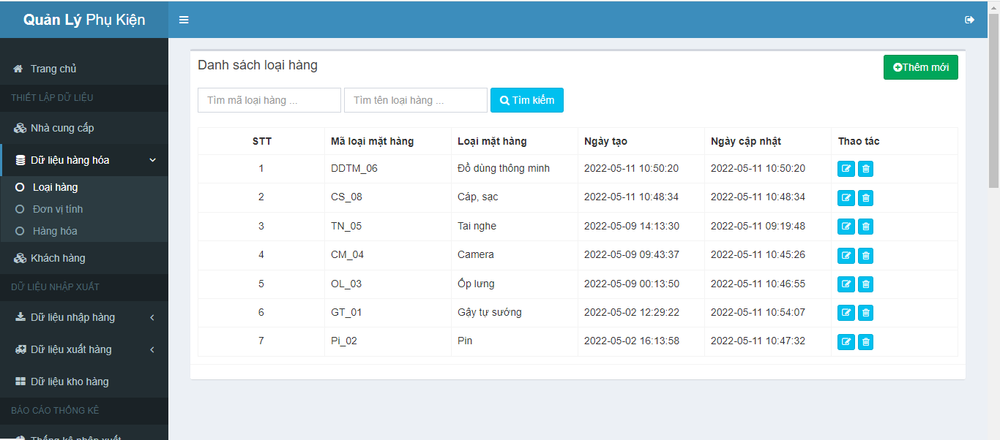 Quản Lý Phụ Kiện
Trang chủ
THIẾT LẬP DỮ LIỆU
Nhà cung cấp
Dữ liệu hàng hóa
Loại hàng
Đơn vị tính
Hàng hóa
Khách hàng
DỮ LIỆU NHẬP XUẤT
Dữ liệu nhập hàng
Dữ liệu xuất hàng
Dữ liệu kho hàng
BÁO CÁO THỐNG KÊ
Thống kê nhập xuất
Danh sách loại hàng
Thêm mới
Tìm mã loại hàng ... Tìm tên loại hàng ... Tìm kiếm
STT Mã loại mặt hàng Loại mặt hàng Ngày tạo Ngày cập nhật Thao tác
1 DDTM_06 Đồ dùng thông minh 2022-05-11 10:50:20 2022-05-11 10:50:20
2 CS_08 Cáp, sạc 2022-05-11 10:48:34 2022-05-11 10:48:34
3 TN_05 Tai nghe 2022-05-09 14:13:30 2022-05-11 09:19:48
4 CM_04 Camera 2022-05-09 09:43:37 2022-05-11 10:45:26
5 OL_03 Ốp lưng 2022-05-09 00:13:50 2022-05-11 10:46:55
6 GT_01 Gậy tự sướng 2022-05-02 12:29:22 2022-05-11 10:54:07
7 Pi_02 Pin 2022-05-02 16:13:58 2022-05-11 10:47:32